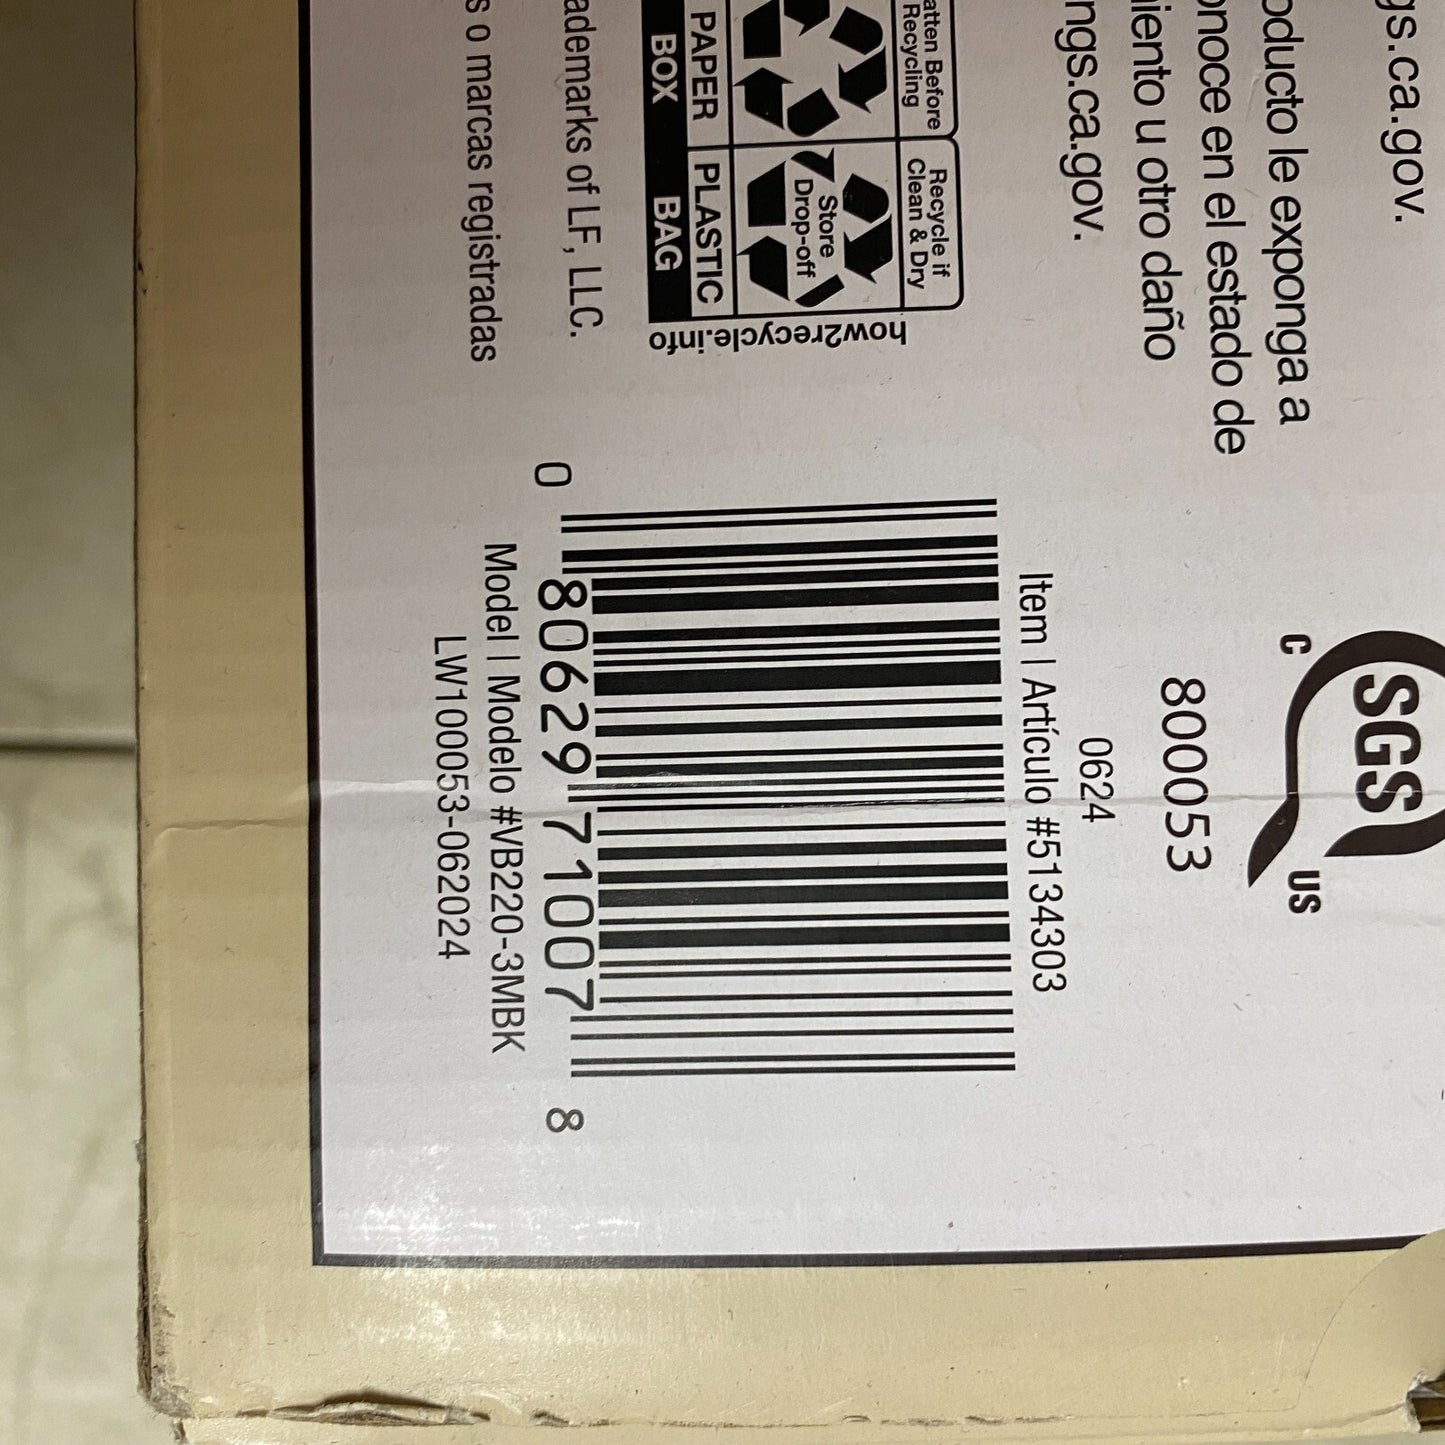 gs.ca.gov.
oducto le exponga a
onoce en el estado de
iento u otro daño
ngs.ca.gov.
SGS
C US
800053
0624
Item | Artículo #5134303
0 80629 71007 8
Model | Modelo #VB220-3MBK
LW100053-062024
atten Before
Recycling
Recycle if
Clean & Dry
Store
Drop-off
PAPER
PLASTIC
BOX
BAG
how2recycle.info
ademarks of LF, LLC.
s o marcas registradas